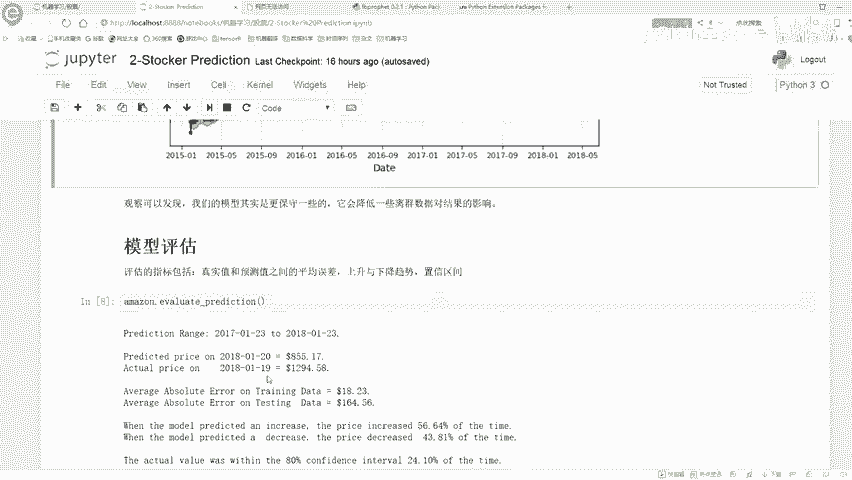 机器学习/股票/
2-Stocker Prediction
网页无法访问
fbprophet 0.2.1 : Python Pac
Python Extension Packages f
http://localhost:8888/notebooks/机器学习/股票/2-Stocker%20Prediction.ipynb
jupyter 2-Stocker Prediction Last Checkpoint: 16 hours ago (autosaved)
Logout
File Edit View Insert Cell Kernel Widgets Help
Not Trusted
Python 3
Code
2015-01 2015-05 2015-09 2016-01 2016-05 2016-09 2017-01 2017-05 2017-09 2018-01 2018-05
Date
观察可以发现，我们的模型其实是更保守一些的，它会降低一些离群数据对结果的影响。
模型评估
评估的指标包括：真实值和预测值之间的平均误差，上升与下降趋势，置信区间
In [8]: amazon.evaluate_prediction()
Prediction Range: 2017-01-23 to 2018-01-23.
Predicted price on 2018-01-20 = $855.17.
Actual price on 2018-01-19 = $1294.58.
Average Absolute Error on Training Data = $18.23.
Average Absolute Error on Testing Data = $164.56.
When the model predicted an increase, the price increased 56.64% of the time.
When the model predicted a decrease, the price decreased 43.81% of the time.
The actual value was within the 80% confidence interval 24.10% of the time.